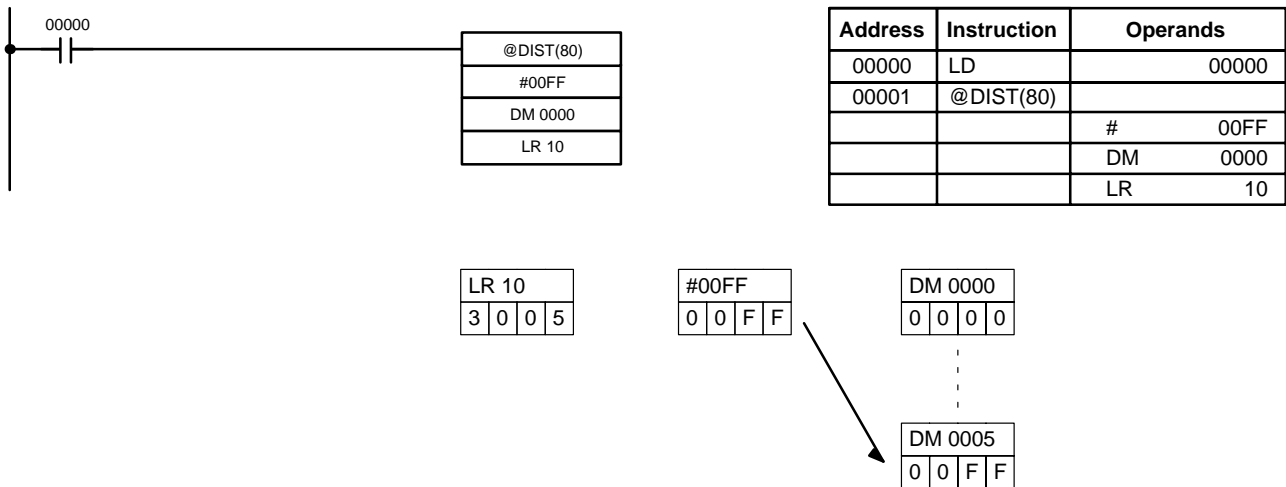 00000
@DIST(80)
#00FF
DM 0000
LR 10
Address Instruction Operands
00000 LD 00000
00001 @DIST(80)
# 00FF
DM 0000
LR 10
LR 10
3 0 0 5
#00FF
0 0 F F
DM 0000
0 0 0 0
DM 0005
0 0 F F